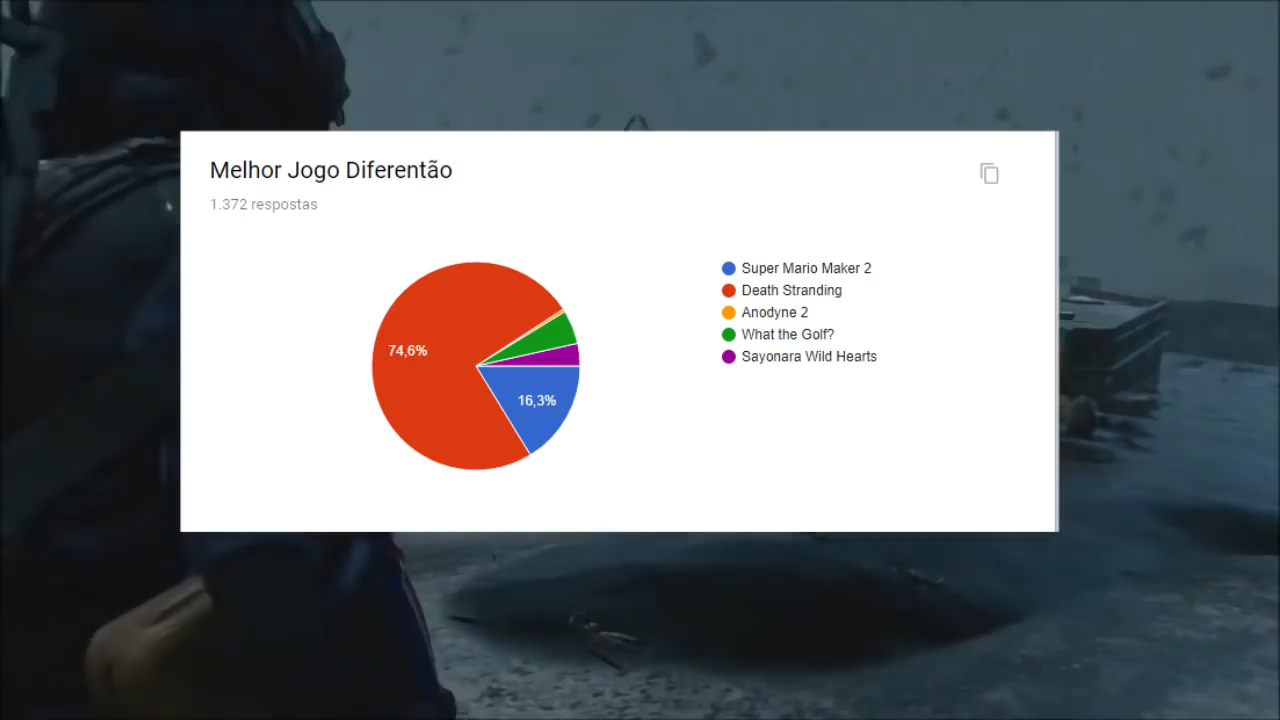 Melhor Jogo Diferentão
1.372 respostas
Super Mario Maker 2
Death Stranding
Anodyne 2
What the Golf?
Sayonara Wild Hearts
74,6%
16,3%